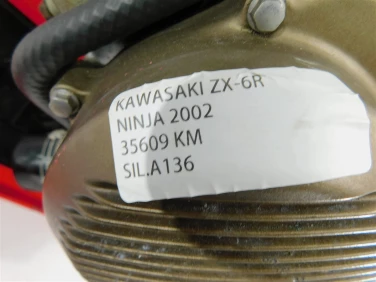 KAWASAKI ZX-6R
NINJA 2002
35609 KM
SIL.A136